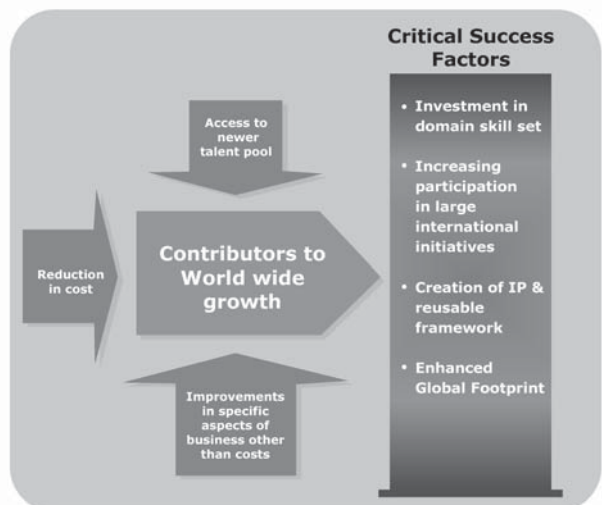 Critical Success
Factors
Access to
newer
talent pool
Reduction
in cost
Contributors to
World wide
growth
Improvements
in specific
aspects of
business other
than costs
• Investment in
domain skill set
• Increasing
participation
in large
international
initiatives
• Creation of IP &
reusable
framework
• Enhanced
Global Footprint